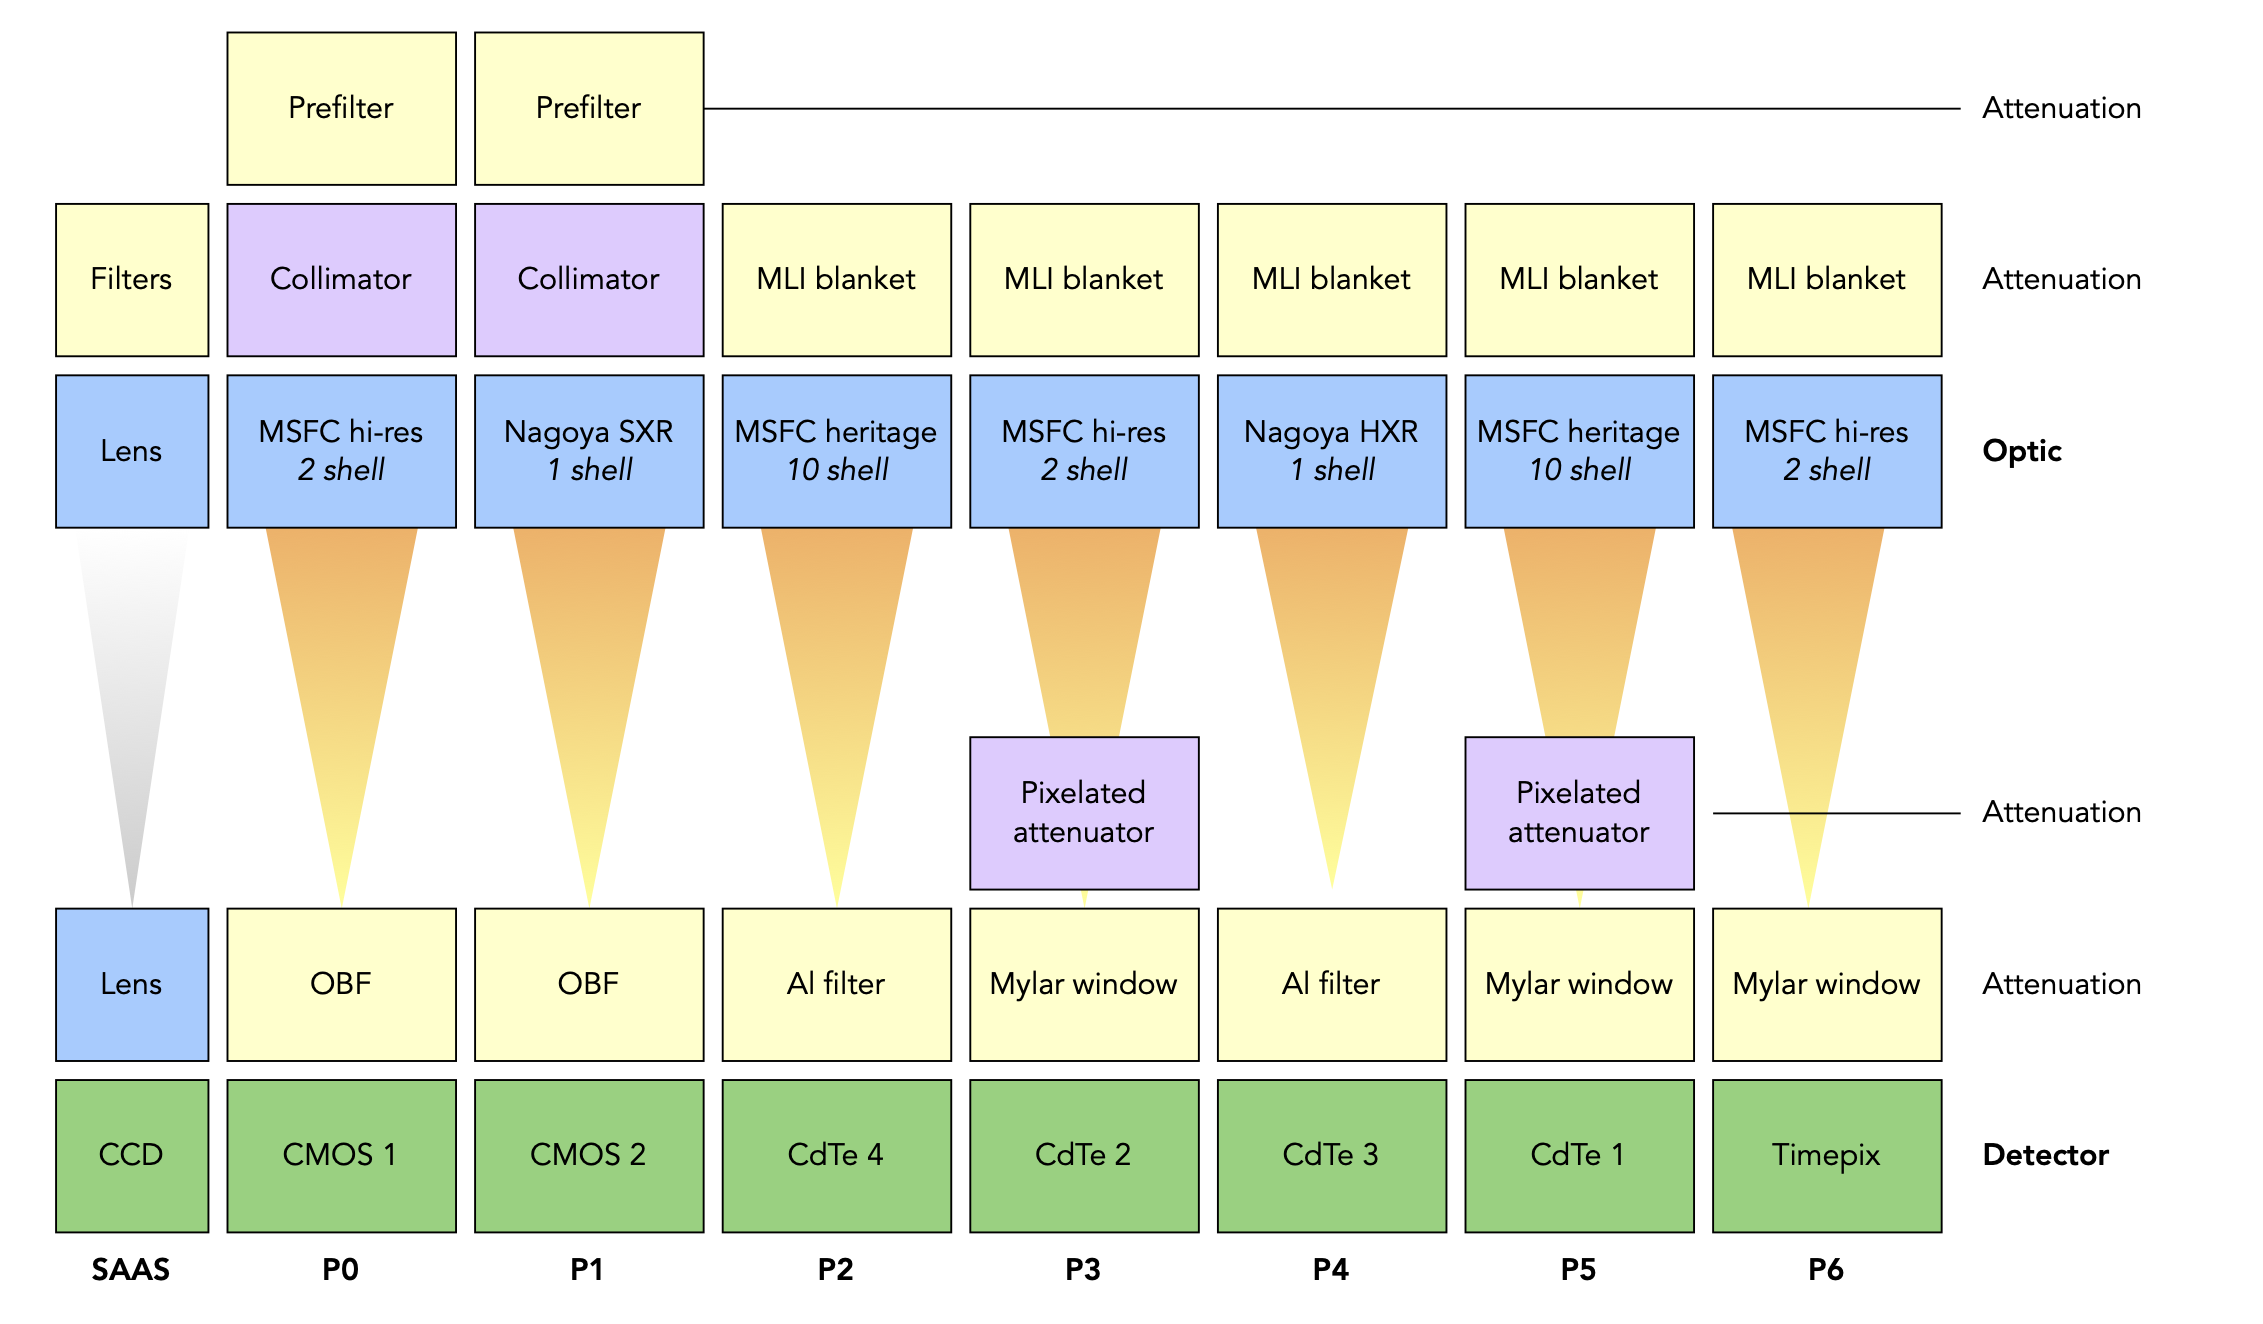 Prefilter
Prefilter
Attenuation
Filters
Collimator
Collimator
MLI blanket
MLI blanket
MLI blanket
MLI blanket
MLI blanket
Attenuation
Lens
MSFC hi-res
2 shell
Nagoya SXR
1 shell
MSFC heritage
10 shell
MSFC hi-res
2 shell
Nagoya HXR
1 shell
MSFC heritage
10 shell
MSFC hi-res
2 shell
Optic
Pixelated
attenuator
Pixelated
attenuator
Attenuation
Lens
OBF
OBF
Al filter
Mylar window
Al filter
Mylar window
Mylar window
Attenuation
CCD
CMOS 1
CMOS 2
CdTe 4
CdTe 2
CdTe 3
CdTe 1
Timepix
Detector
SAAS
P0
P1
P2
P3
P4
P5
P6